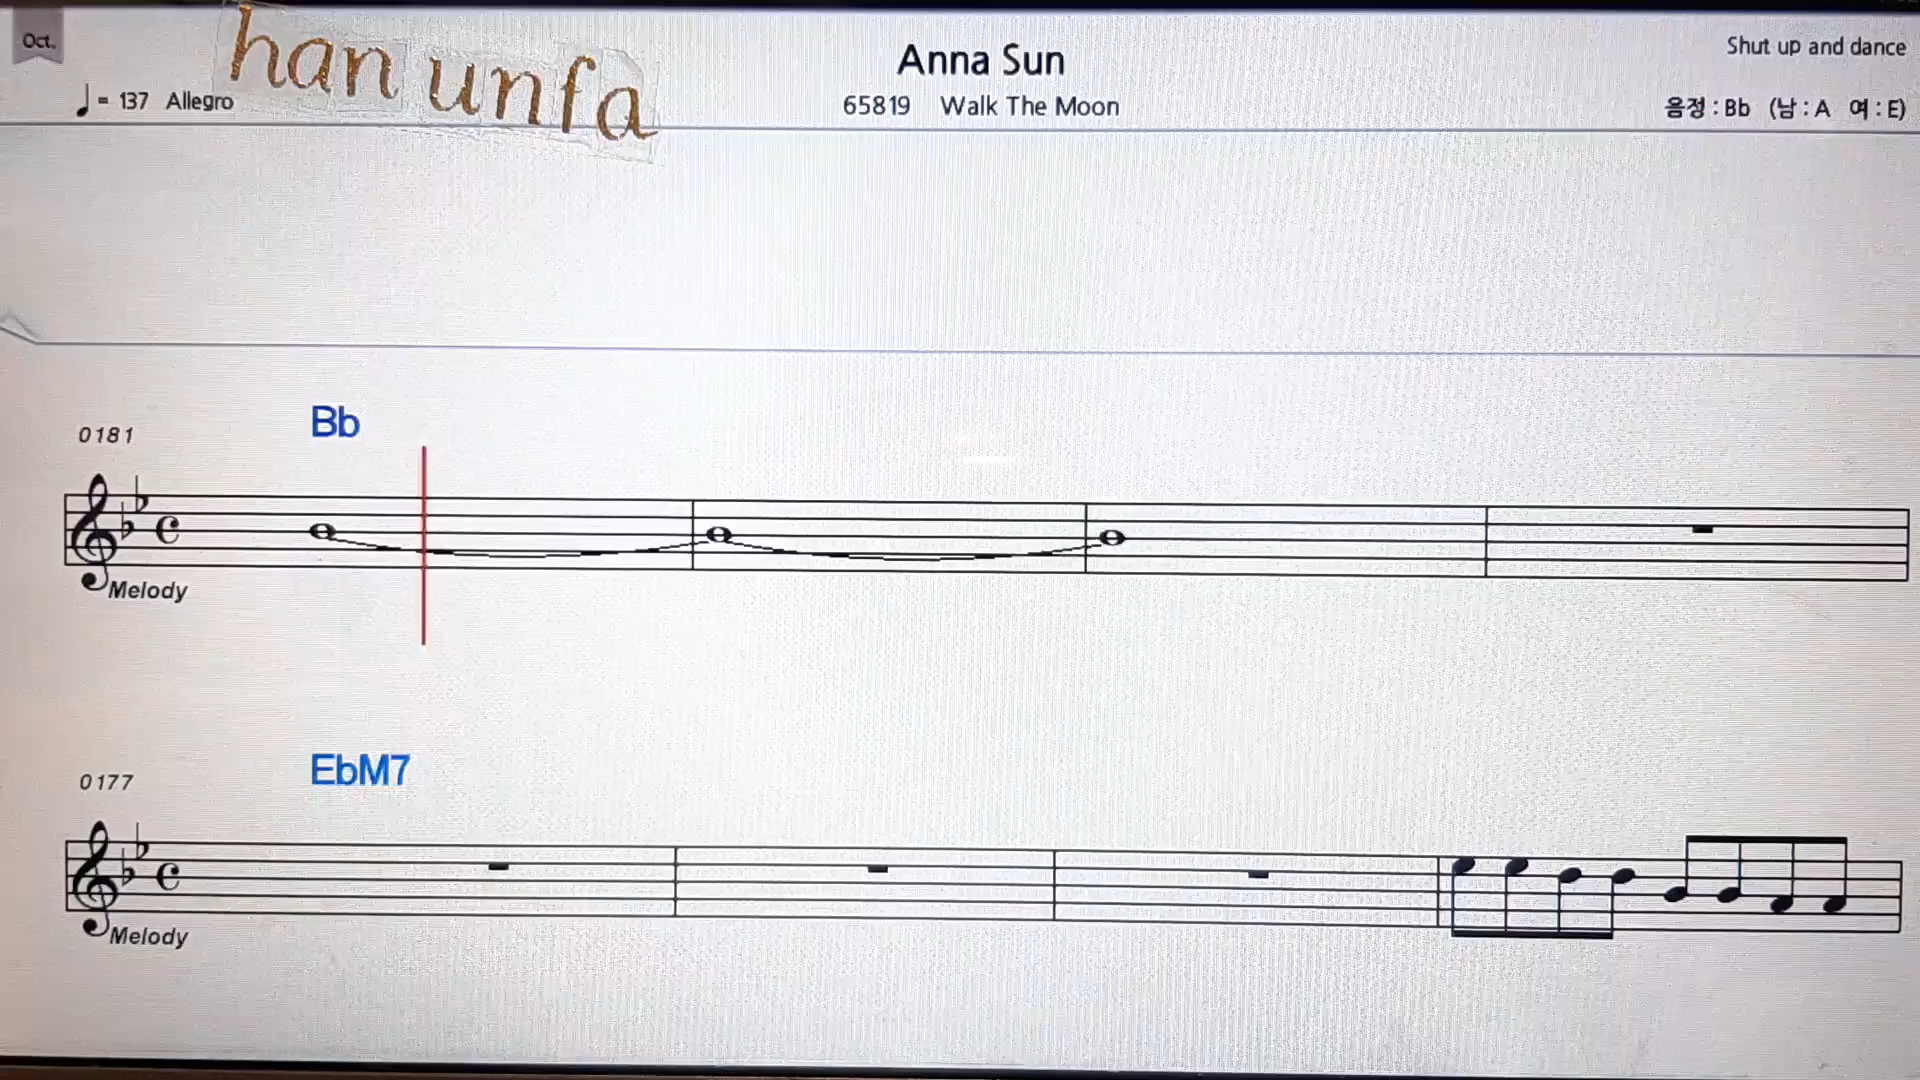 Oct.
han unfa
Anna Sun
Shut up and dance
♩ = 137 Allegro
65819 Walk The Moon
음정 : Bb (남 : A 여 : E)
0181
Bb
Melody
0177
EbM7
Melody